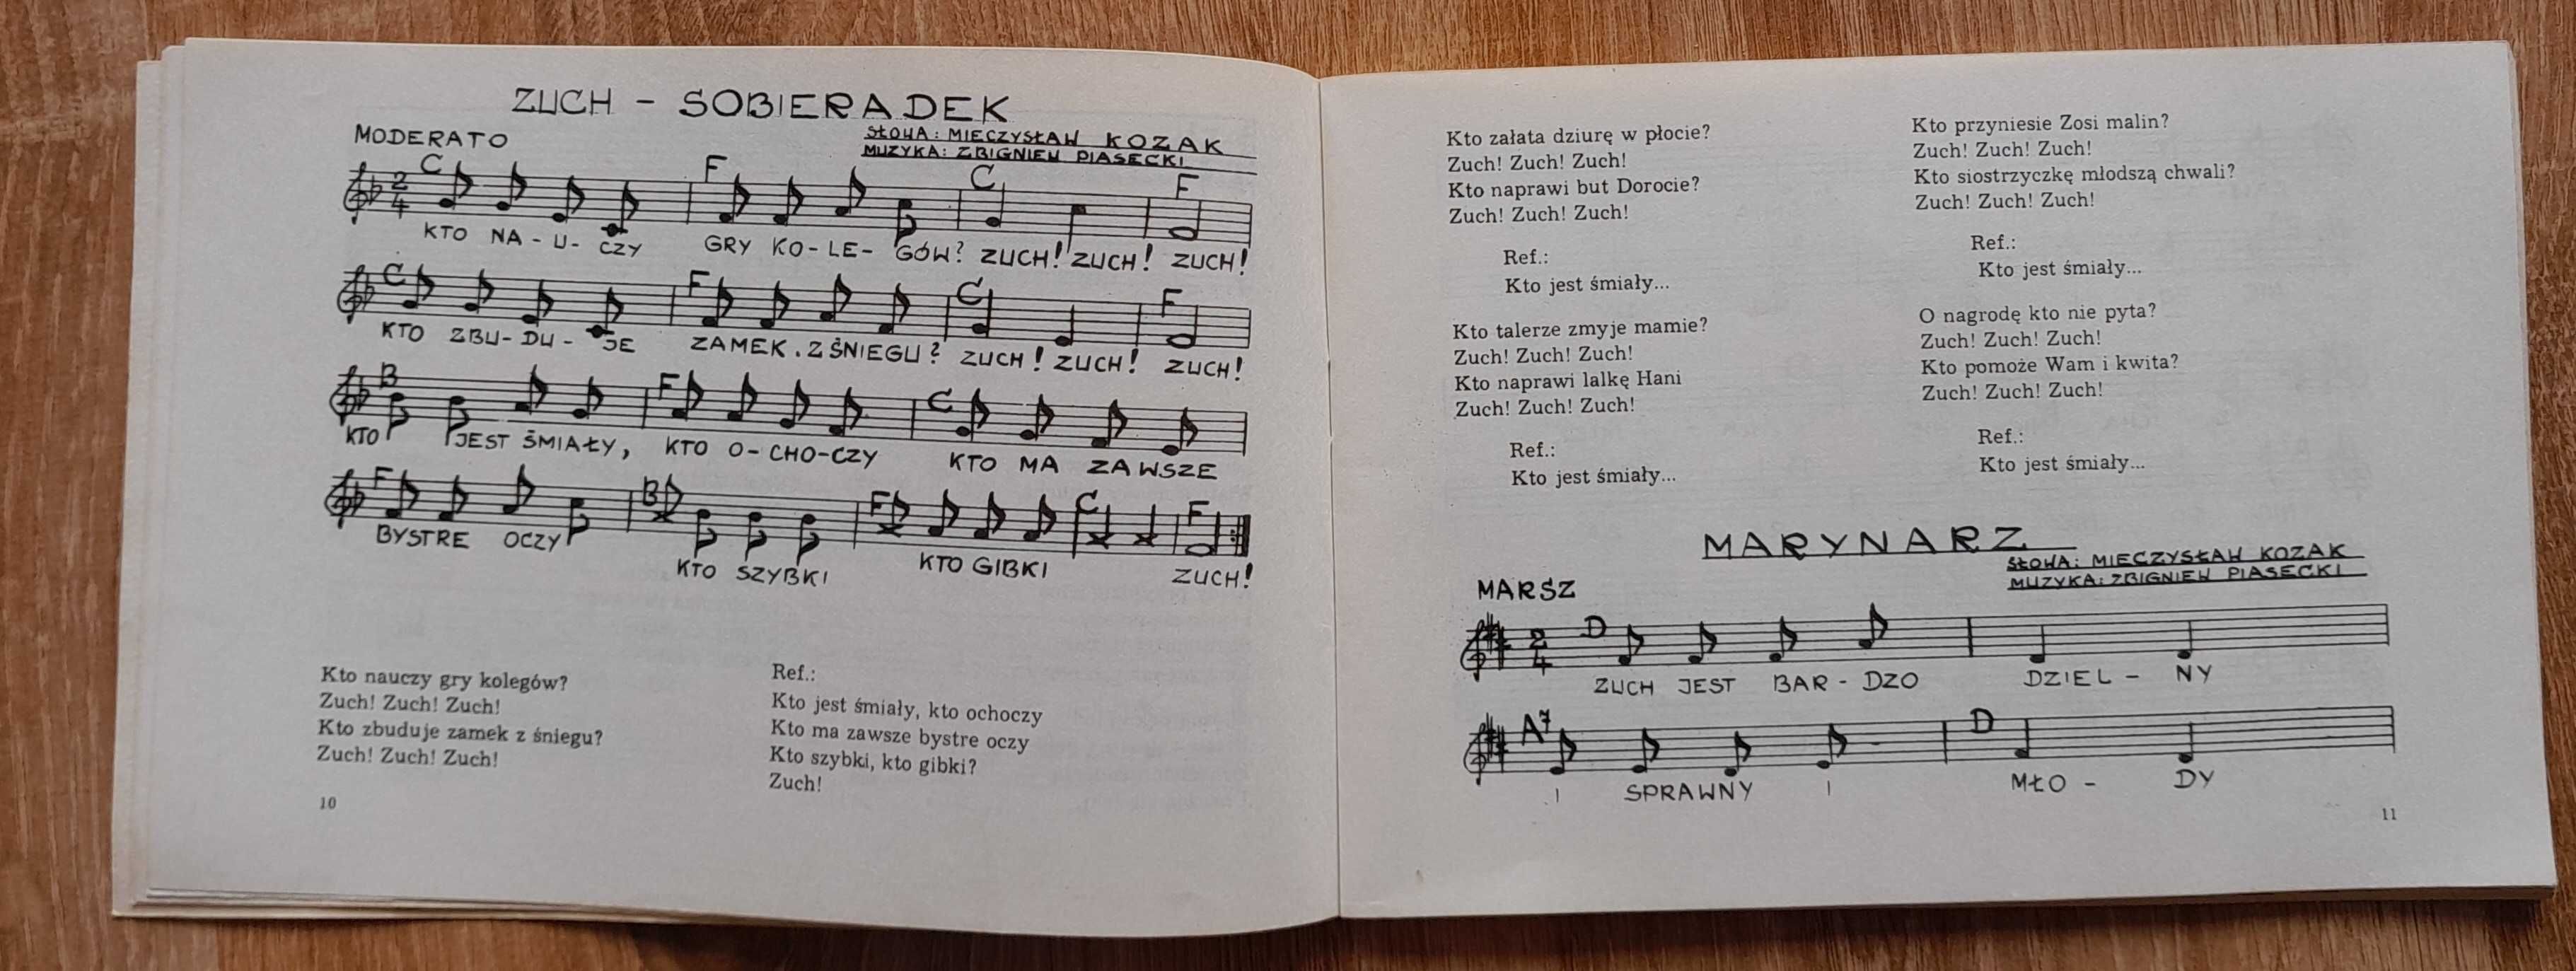 ZUCH - SOBIERADEK
MODERATO
SŁOWA: MIECZYSŁAW KOZAK
MUZYKA: ZBIGNIEW PIASECKI
C F C F
2
4
KTO NA - U - CZY GRY KO - LE - GÓW? ZUCH! ZUCH! ZUCH!
C F C F
KTO ZBU - DU - JE ZAMEK. Z ŚNIEGU? ZUCH! ZUCH! ZUCH!
B F C
KTO JEST ŚMIAŁY, KTO O - CHO - CZY KTO MA ZAWSZE
F B F C F
BYSTRE OCZY KTO SZYBKI KTO GIBKI ZUCH!
Kto nauczy gry kolegów?
Zuch! Zuch! Zuch!
Kto zbuduje zamek z śniegu?
Zuch! Zuch! Zuch!
Ref.:
Kto jest śmiały, kto ochoczy
Kto ma zawsze bystre oczy
Kto szybki, kto gibki?
Zuch!
10
Kto załata dziurę w płocie?
Zuch! Zuch! Zuch!
Kto naprawi but Dorocie?
Zuch! Zuch! Zuch!
Ref.:
Kto jest śmiały...
Kto talerze zmyje mamie?
Zuch! Zuch! Zuch!
Kto naprawi lalkę Hani
Zuch! Zuch! Zuch!
Ref.:
Kto jest śmiały...
Kto przyniesie Zosi malin?
Zuch! Zuch! Zuch!
Kto siostrzyczkę młodszą chwali?
Zuch! Zuch! Zuch!
Ref.:
Kto jest śmiały...
O nagrodę kto nie pyta?
Zuch! Zuch! Zuch!
Kto pomoże Wam i kwita?
Zuch! Zuch! Zuch!
Ref.:
Kto jest śmiały...
MARYNARZ
SŁOWA: MIECZYSŁAW KOZAK
MUZYKA: ZBIGNIEW PIASECKI
MARSZ
2
4
D
ZUCH JEST BAR - DZO DZIEL - NY
A7 D
I SPRAWNY I MŁO - DY
11